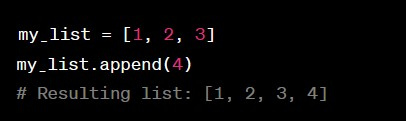 my_list = [1, 2, 3]
my_list.append(4)
# Resulting list: [1, 2, 3, 4]